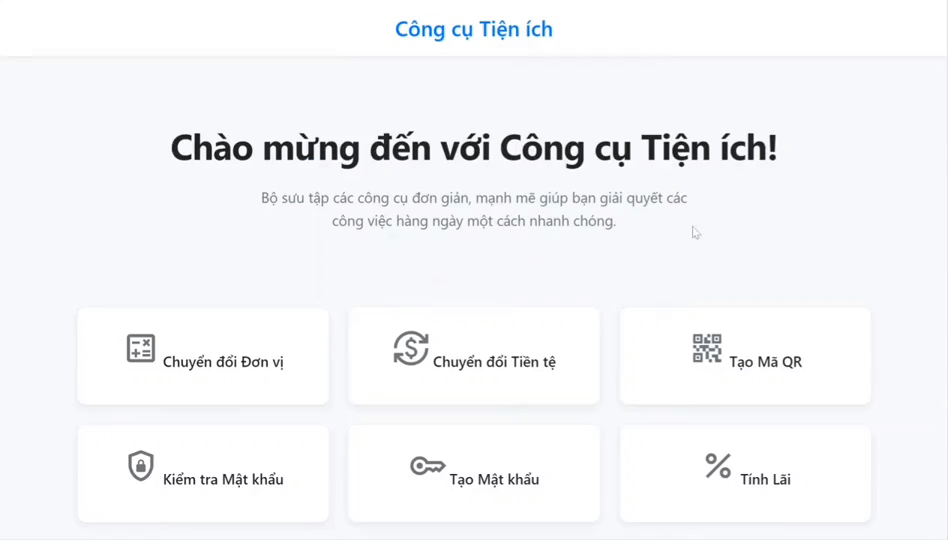 Công cụ Tiện ích
Chào mừng đến với Công cụ Tiện ích!
Bộ sưu tập các công cụ đơn giản, mạnh mẽ giúp bạn giải quyết các
công việc hàng ngày một cách nhanh chóng.
Chuyển đổi Đơn vị
Chuyển đổi Tiền tệ
Tạo Mã QR
Kiểm tra Mật khẩu
Tạo Mật khẩu
Tính Lãi